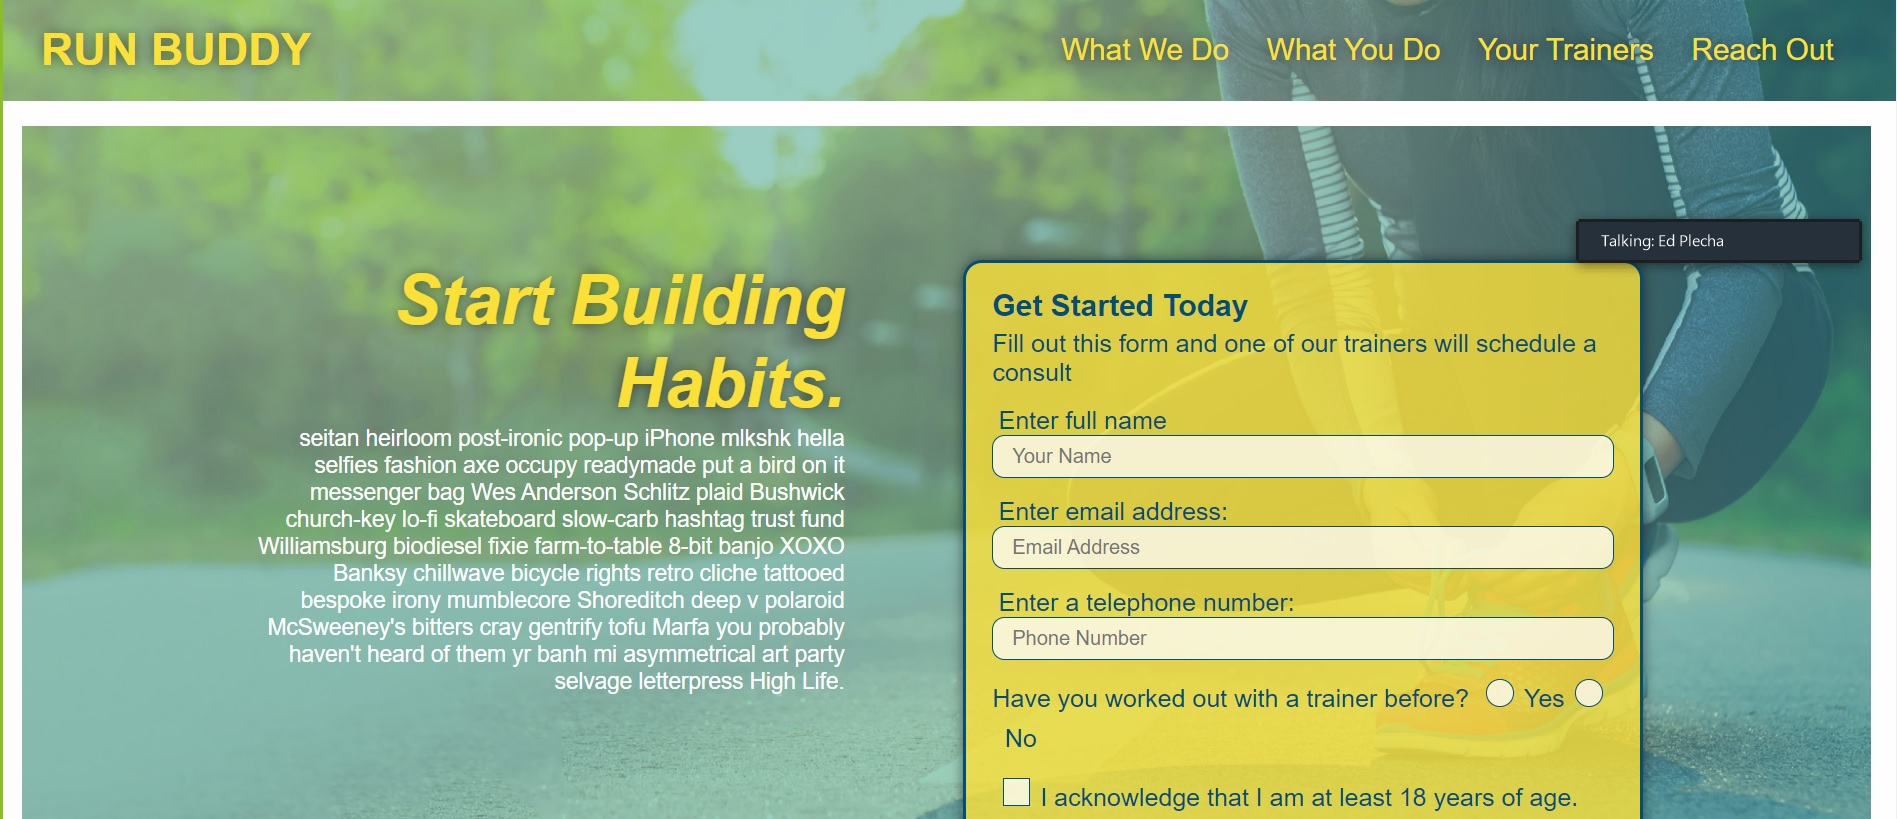 RUN BUDDY
What We Do What You Do Your Trainers Reach Out
Talking: Ed Plecha
Start Building
Habits.
seitan heirloom post-ironic pop-up iPhone mlkshk hella
selfies fashion axe occupy readymade put a bird on it
messenger bag Wes Anderson Schlitz plaid Bushwick
church-key lo-fi skateboard slow-carb hashtag trust fund
Williamsburg biodiesel fixie farm-to-table 8-bit banjo XOXO
Banksy chillwave bicycle rights retro cliche tattooed
bespoke irony mumblecore Shoreditch deep v polaroid
McSweeney's bitters cray gentrify tofu Marfa you probably
haven't heard of them yr banh mi asymmetrical art party
selvage letterpress High Life.
Get Started Today
Fill out this form and one of our trainers will schedule a
consult
Enter full name
Your Name
Enter email address:
Email Address
Enter a telephone number:
Phone Number
Have you worked out with a trainer before? Yes
No
I acknowledge that I am at least 18 years of age.